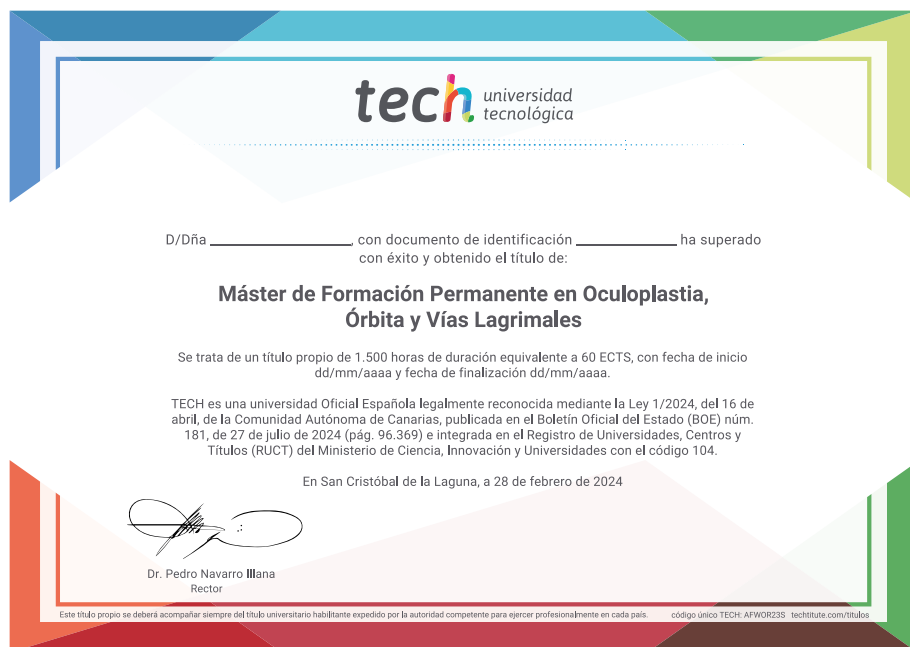 tech universidad
tecnológica
D/Dña ____________________, con documento de identificación ______________ ha superado
con éxito y obtenido el título de:
Máster de Formación Permanente en Oculoplastia,
Órbita y Vías Lagrimales
Se trata de un título propio de 1.500 horas de duración equivalente a 60 ECTS, con fecha de inicio
dd/mm/aaaa y fecha de finalización dd/mm/aaaa.
TECH es una universidad Oficial Española legalmente reconocida mediante la Ley 1/2024, del 16 de
abril, de la Comunidad Autónoma de Canarias, publicada en el Boletín Oficial del Estado (BOE) núm.
181, de 27 de julio de 2024 (pág. 96.369) e integrada en el Registro de Universidades, Centros y
Títulos (RUCT) del Ministerio de Ciencia, Innovación y Universidades con el código 104.
En San Cristóbal de la Laguna, a 28 de febrero de 2024
Dr. Pedro Navarro Illana
Rector
Este título propio se deberá acompañar siempre del título universitario habilitante expedido por la autoridad competente para ejercer profesionalmente en cada país. código único TECH: AFWOR23S techtitute.com/titulos